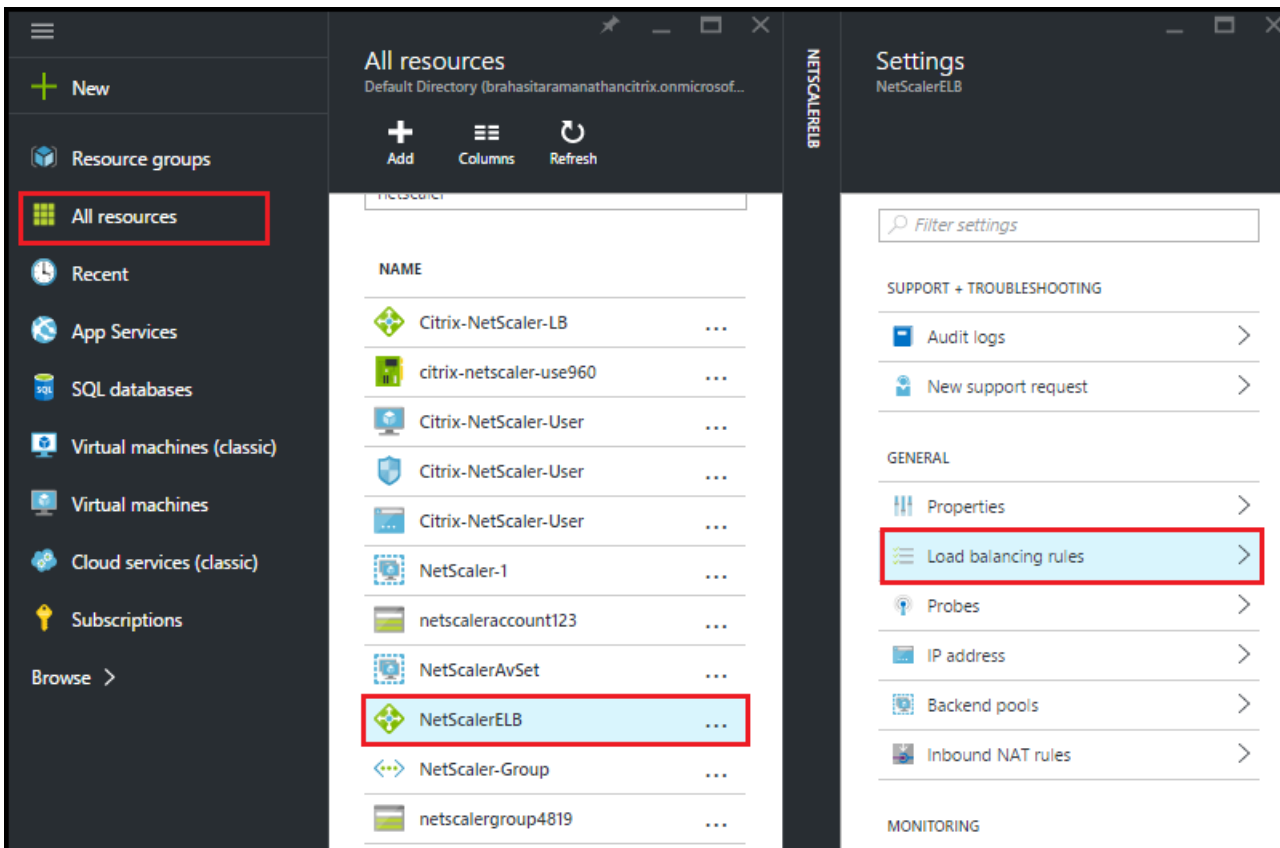 New
Resource groups
All resources
Recent
App Services
SQL databases
Virtual machines (classic)
Virtual machines
Cloud services (classic)
Subscriptions
Browse >
All resources
Default Directory (brahasitaramanathancitrix.onmicrosof...
Add Columns Refresh
netscaler
NAME
Citrix-NetScaler-LB ...
citrix-netscaler-use960 ...
Citrix-NetScaler-User ...
Citrix-NetScaler-User ...
Citrix-NetScaler-User ...
NetScaler-1 ...
netscaleraccount123 ...
NetScalerAvSet ...
NetScalerELB ...
NetScaler-Group ...
netscalergroup4819 ...
NETSCALERELB
Settings
NetScalerELB
Filter settings
SUPPORT + TROUBLESHOOTING
Audit logs
New support request
GENERAL
Properties
Load balancing rules
Probes
IP address
Backend pools
Inbound NAT rules
MONITORING